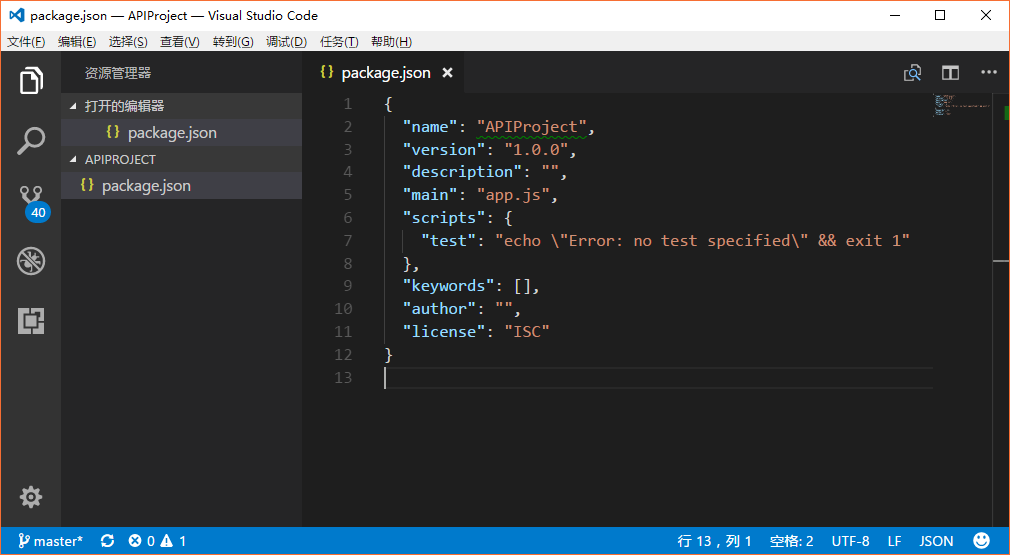 package.json — APIProject — Visual Studio Code
文件(F) 编辑(E) 选择(S) 查看(V) 转到(G) 调试(D) 任务(T) 帮助(H)
资源管理器
打开的编辑器
{} package.json
APIPROJECT
{} package.json
40
{} package.json ×
1 {
2 "name": "APIProject",
3 "version": "1.0.0",
4 "description": "",
5 "main": "app.js",
6 "scripts": {
7 "test": "echo \"Error: no test specified\" && exit 1"
8 },
9 "keywords": [],
10 "author": "",
11 "license": "ISC"
12 }
13
master* 0 1 行 13，列 1 空格: 2 UTF-8 LF JSON